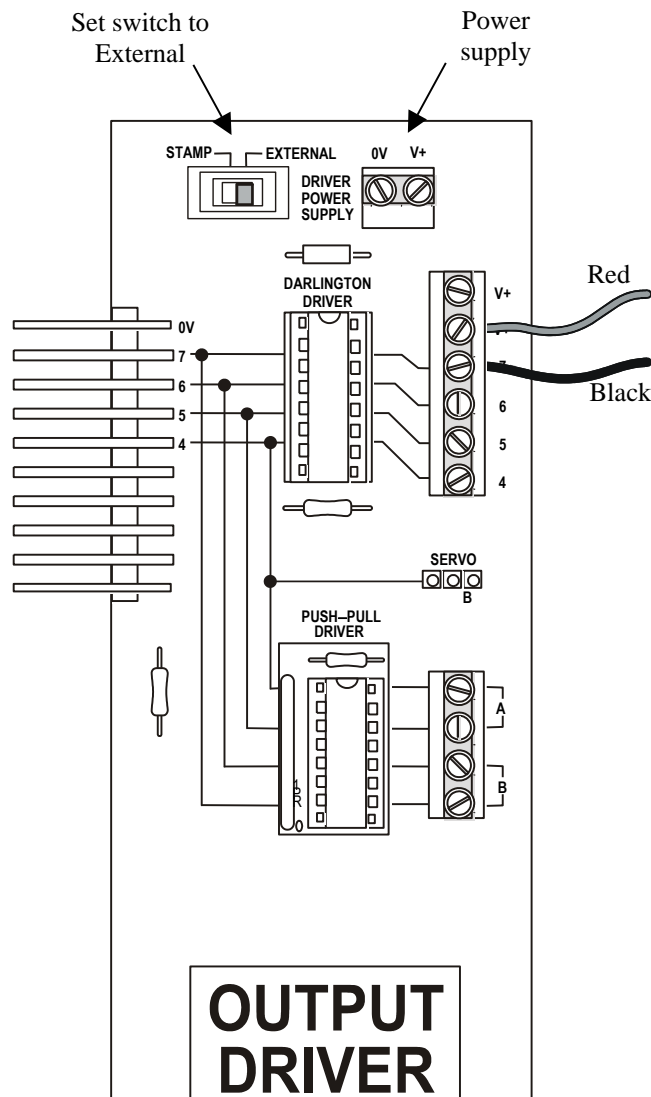 Set switch to
External
Power
supply
STAMP
EXTERNAL
0V V+
DRIVER
POWER
SUPPLY
DARLINGTON
DRIVER
V+
Red
0V
7
6
5
4
Black
6
5
4
SERVO
B
PUSH–PULL
DRIVER
A
B
0
OUTPUT
DRIVER